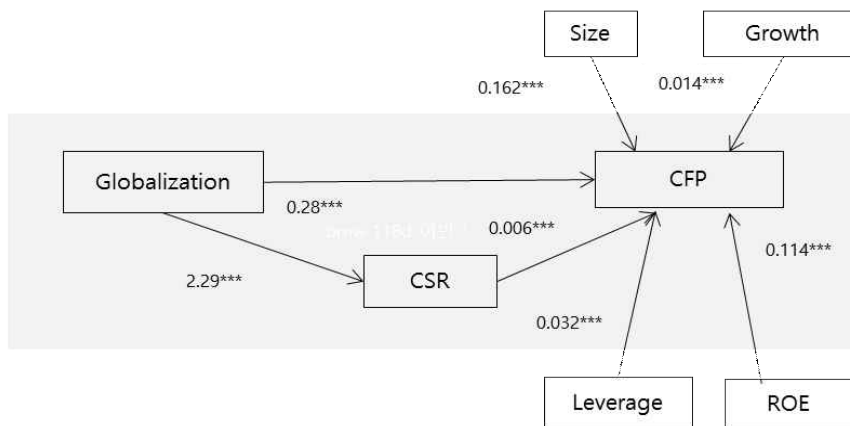 Size
Growth
0.162***
0.014***
Globalization
CFP
0.28***
0.006***
2.29***
CSR
0.114***
0.032***
Leverage
ROE